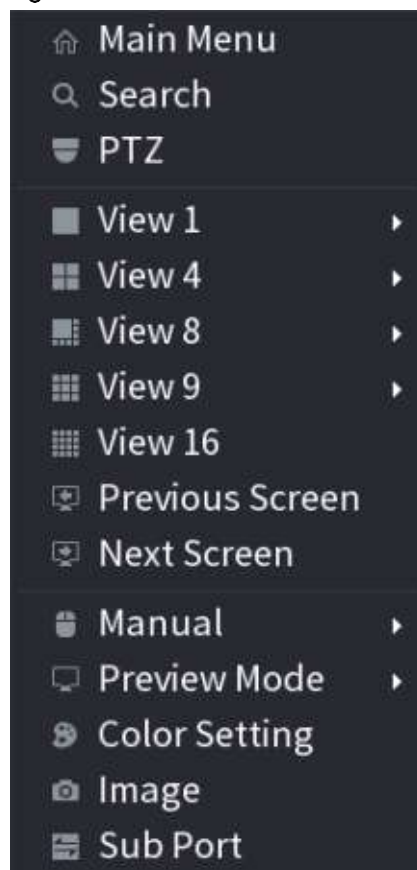 Main Menu
Search
PTZ
View 1
View 4
View 8
View 9
View 16
Previous Screen
Next Screen
Manual
Preview Mode
Color Setting
Image
Sub Port